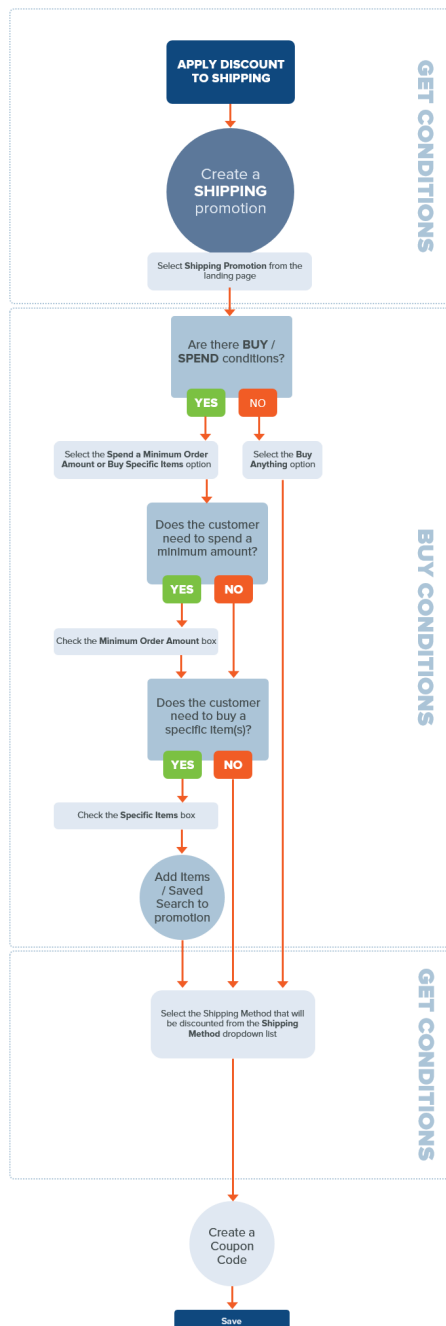 APPLY DISCOUNT
TO SHIPPING
GET CONDITIONS
Create a
SHIPPING
promotion
Select Shipping Promotion from the
landing page
Are there BUY /
SPEND conditions?
YES
NO
Select the Spend a Minimum Order
Amount or Buy Specific Items option
Select the Buy
Anything option
Does the customer
need to spend a
minimum amount?
YES
NO
BUY CONDITIONS
Check the Minimum Order Amount box
Does the customer
need to buy a
specific item(s)?
YES
NO
Check the Specific Items box
Add Items
/ Saved
Search to
promotion
Select the Shipping Method that will
be discounted from the Shipping
Method dropdown list
GET CONDITIONS
Create a
Coupon
Code
Save